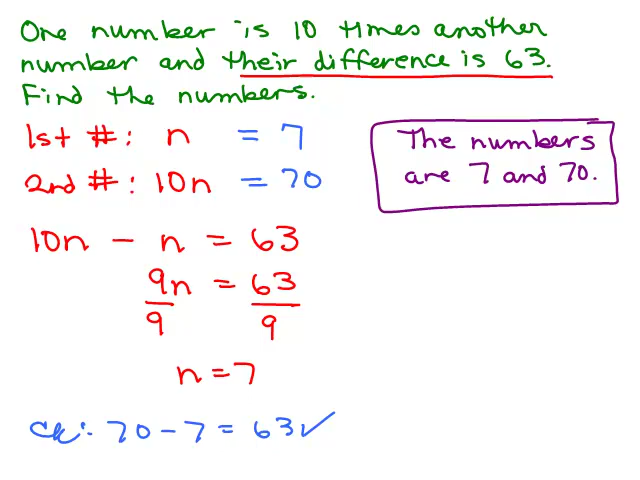 One number is 10 times another
number and their difference is 63.
Find the numbers.
1st #: n = 7
2nd #: 10n = 70
The numbers
are 7 and 70.
10n - n = 63
9n = 63
9 9
n = 7
ck: 70 - 7 = 63 ✓